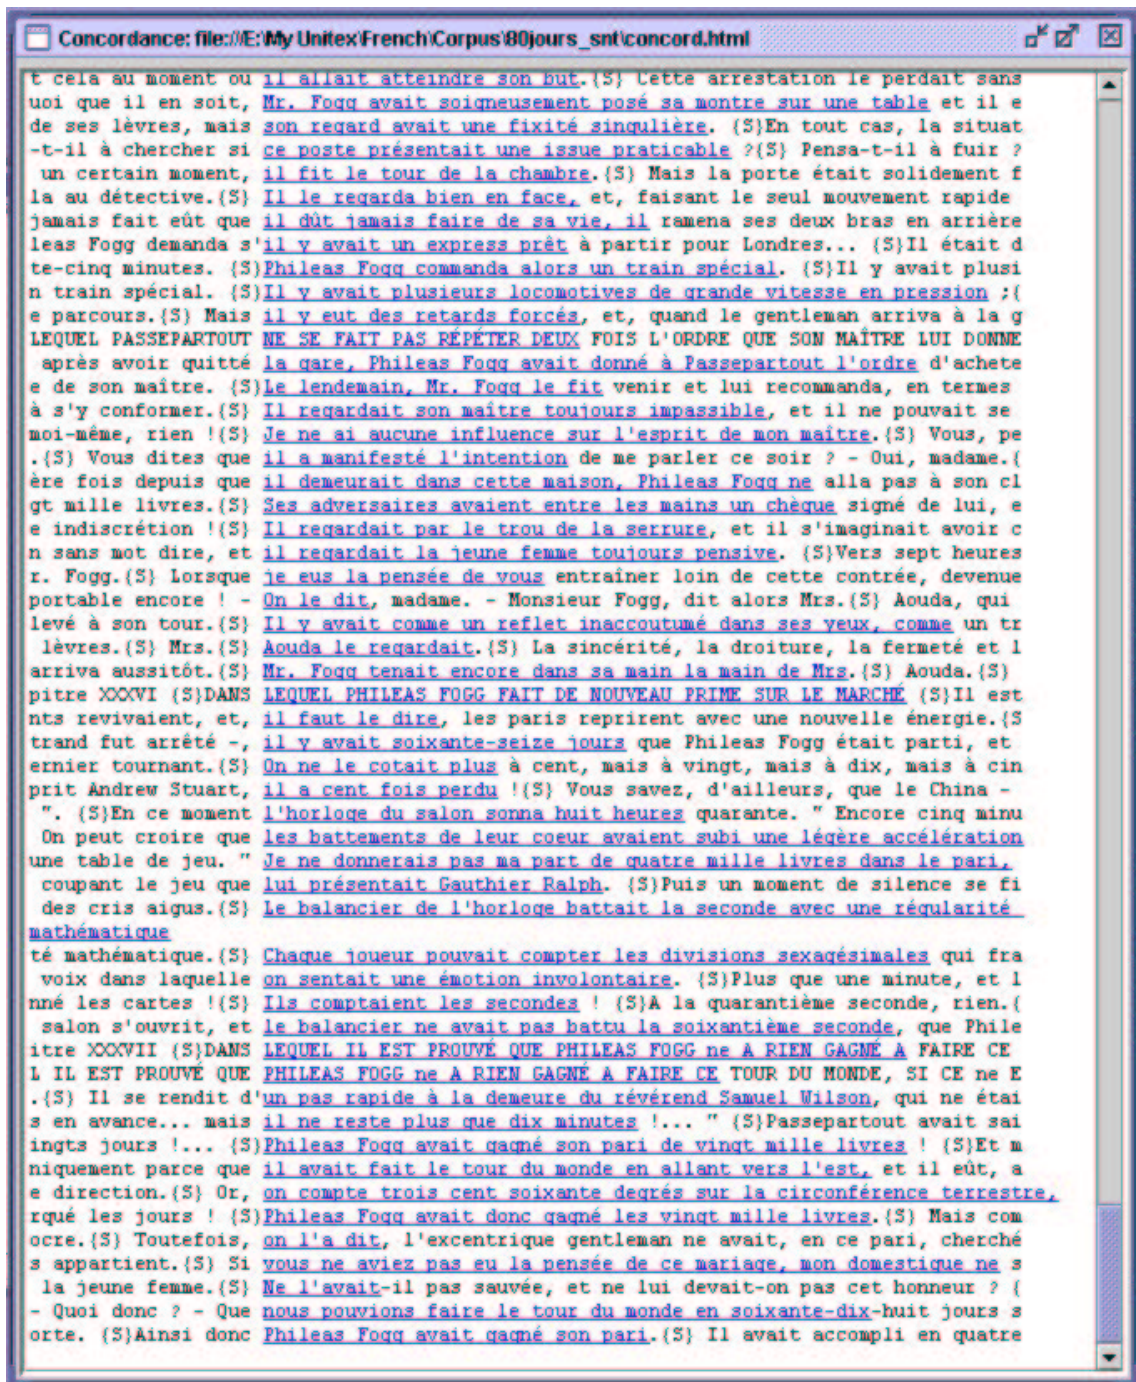 Concordance: file:///E:\My Unitex\French\Corpus\80jours_snt\concord.html
t cela au moment ou il allait atteindre son but.{S} Cette arrestation le perdait sans
uoi que il en soit, Mr. Fogg avait soigneusement posé sa montre sur une table et il e
de ses lèvres, mais son regard avait une fixité singulière. {S}En tout cas, la situat
-t-il à chercher si ce poste présentait une issue praticable ?{S} Pensa-t-il à fuir ?
un certain moment, il fit le tour de la chambre.{S} Mais la porte était solidement f
la au détective.{S} Il le regarda bien en face, et, faisant le seul mouvement rapide
jamais fait eût que il dût jamais faire de sa vie, il ramena ses deux bras en arrière
leas Fogg demanda s'il y avait un express prêt à partir pour Londres... {S}Il était d
te-cinq minutes. {S}Phileas Fogg commanda alors un train spécial. {S}Il y avait plusi
n train spécial. {S}Il y avait plusieurs locomotives de grande vitesse en pression ;{
e parcours.{S} Mais il y eut des retards forcés, et, quand le gentleman arriva à la g
LEQUEL PASSEPARTOUT NE SE FAIT PAS RÉPÉTER DEUX FOIS L'ORDRE QUE SON MAÎTRE LUI DONNE
après avoir quitté la gare, Phileas Fogg avait donné à Passepartout l'ordre d'achete
e de son maître. {S}Le lendemain, Mr. Fogg le fit venir et lui recommanda, en termes
à s'y conformer.{S} Il regardait son maître toujours impassible, et il ne pouvait se
moi-même, rien !{S} Je ne ai aucune influence sur l'esprit de mon maître.{S} Vous, pe
.{S} Vous dites que il a manifesté l'intention de me parler ce soir ? - Oui, madame.{
ère fois depuis que il demeurait dans cette maison, Phileas Fogg ne alla pas à son cl
gt mille livres.{S} Ses adversaires avaient entre les mains un chèque signé de lui, e
e indiscrétion !{S} Il regardait par le trou de la serrure, et il s'imaginait avoir c
n sans mot dire, et il regardait la jeune femme toujours pensive. {S}Vers sept heures
r. Fogg.{S} Lorsque je eus la pensée de vous entraîner loin de cette contrée, devenue
portable encore ! - On le dit, madame. - Monsieur Fogg, dit alors Mrs.{S} Aouda, qui
levé à son tour.{S} Il y avait comme un reflet inaccoutumé dans ses yeux, comme un tr
lèvres.{S} Mrs.{S} Aouda le regardait.{S} La sincérité, la droiture, la fermeté et l
arriva aussitôt.{S} Mr. Fogg tenait encore dans sa main la main de Mrs.{S} Aouda.{S}
pitre XXXVI {S}DANS LEQUEL PHILEAS FOGG FAIT DE NOUVEAU PRIME SUR LE MARCHÉ {S}Il est
nts revivaient, et, il faut le dire, les paris reprirent avec une nouvelle énergie.{S
trand fut arrêté -, il y avait soixante-seize jours que Phileas Fogg était parti, et
ernier tournant.{S} On ne le cotait plus à cent, mais à vingt, mais à dix, mais à cin
prit Andrew Stuart, il a cent fois perdu !{S} Vous savez, d'ailleurs, que le China -
". {S}En ce moment l'horloge du salon sonna huit heures quarante. " Encore cinq minu
On peut croire que les battements de leur coeur avaient subi une légère accélération
une table de jeu. " Je ne donnerais pas ma part de quatre mille livres dans le pari,
coupant le jeu que lui présentait Gauthier Ralph. {S}Puis un moment de silence se fi
des cris aigus.{S} Le balancier de l'horloge battait la seconde avec une régularité
mathématique
té mathématique.{S} Chaque joueur pouvait compter les divisions sexagésimales qui fra
voix dans laquelle on sentait une émotion involontaire. {S}Plus que une minute, et l
nné les cartes !{S} Ils comptaient les secondes ! {S}A la quarantième seconde, rien.{
salon s'ouvrit, et le balancier ne avait pas battu la soixantième seconde, que Phile
itre XXXVII {S}DANS LEQUEL IL EST PROUVÉ QUE PHILEAS FOGG ne A RIEN GAGNÉ A FAIRE CE
L IL EST PROUVÉ QUE PHILEAS FOGG ne A RIEN GAGNÉ A FAIRE CE TOUR DU MONDE, SI CE ne E
.{S} Il se rendit d'un pas rapide à la demeure du révérend Samuel Wilson, qui ne étai
s en avance... mais il ne reste plus que dix minutes !... " {S}Passepartout avait sai
ingts jours !... {S}Phileas Fogg avait gagné son pari de vingt mille livres ! {S}Et m
niquement parce que il avait fait le tour du monde en allant vers l'est, et il eût, a
e direction.{S} Or, on compte trois cent soixante degrés sur la circonférence terrestre,
rqué les jours ! {S}Phileas Fogg avait donc gagné les vingt mille livres.{S} Mais com
ocre.{S} Toutefois, on l'a dit, l'excentrique gentleman ne avait, en ce pari, cherché
s appartient.{S} Si vous ne aviez pas eu la pensée de ce mariage, mon domestique ne s
la jeune femme.{S} Ne l'avait-il pas sauvée, et ne lui devait-on pas cet honneur ? {
- Quoi donc ? - Que nous pouvions faire le tour du monde en soixante-dix-huit jours s
orte. {S}Ainsi donc Phileas Fogg avait gagné son pari.{S} Il avait accompli en quatre